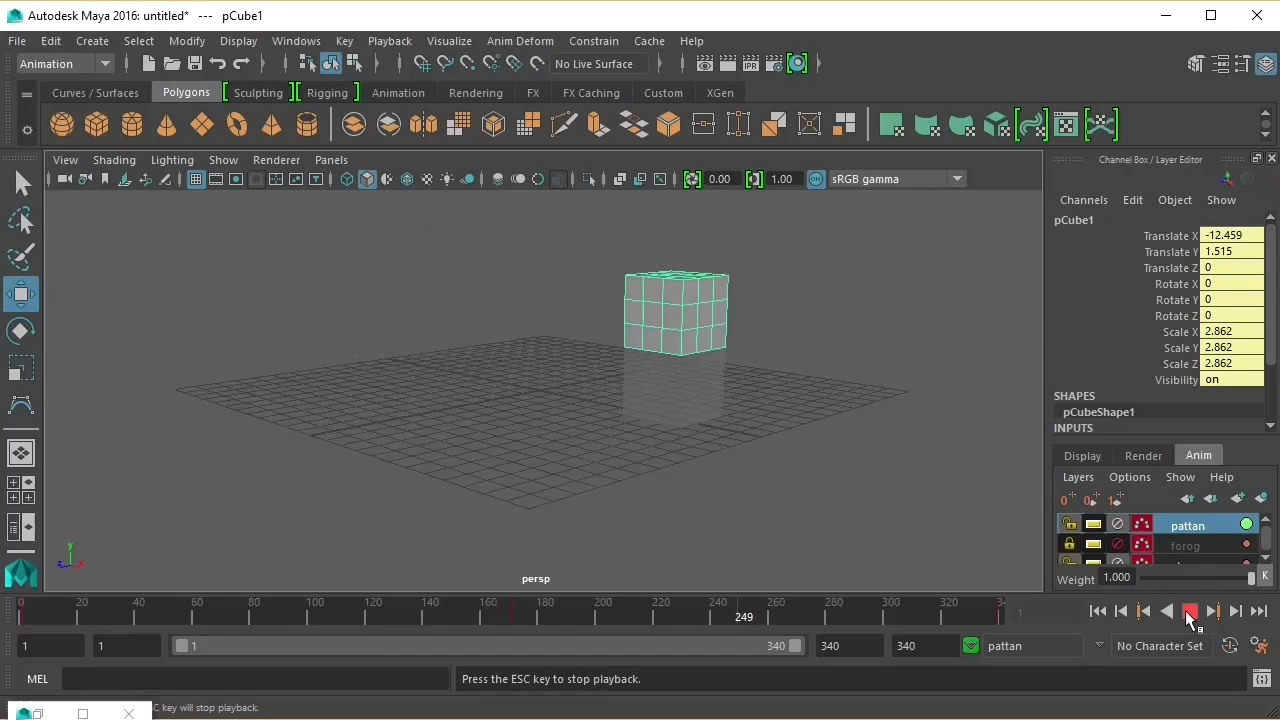 Autodesk Maya 2016: untitled*   ---   pCube1
File Edit Create Select Modify Display Windows Key Playback Visualize Anim Deform Constrain Cache Help
Animation No Live Surface IPR
Curves / Surfaces Polygons Sculpting Rigging Animation Rendering FX FX Caching Custom XGen
View Shading Lighting Show Renderer Panels
0.00 1.00 ON sRGB gamma
Channel Box / Layer Editor
Channels Edit Object Show
pCube1
Translate X -12.459
Translate Y 1.515
Translate Z 0
Rotate X 0
Rotate Y 0
Rotate Z 0
Scale X 2.862
Scale Y 2.862
Scale Z 2.862
Visibility on
SHAPES
pCubeShape1
INPUTS
Display Render Anim
Layers Options Show Help
pattan
forog
Weight 1.000 K
y
z x
persp
0 20 40 60 80 100 120 140 160 180 200 220 240 260 280 300 320
249
1
1 1 1 340 340 340 pattan No Character Set
MEL Press the ESC key to stop playback.
C key will stop playback.